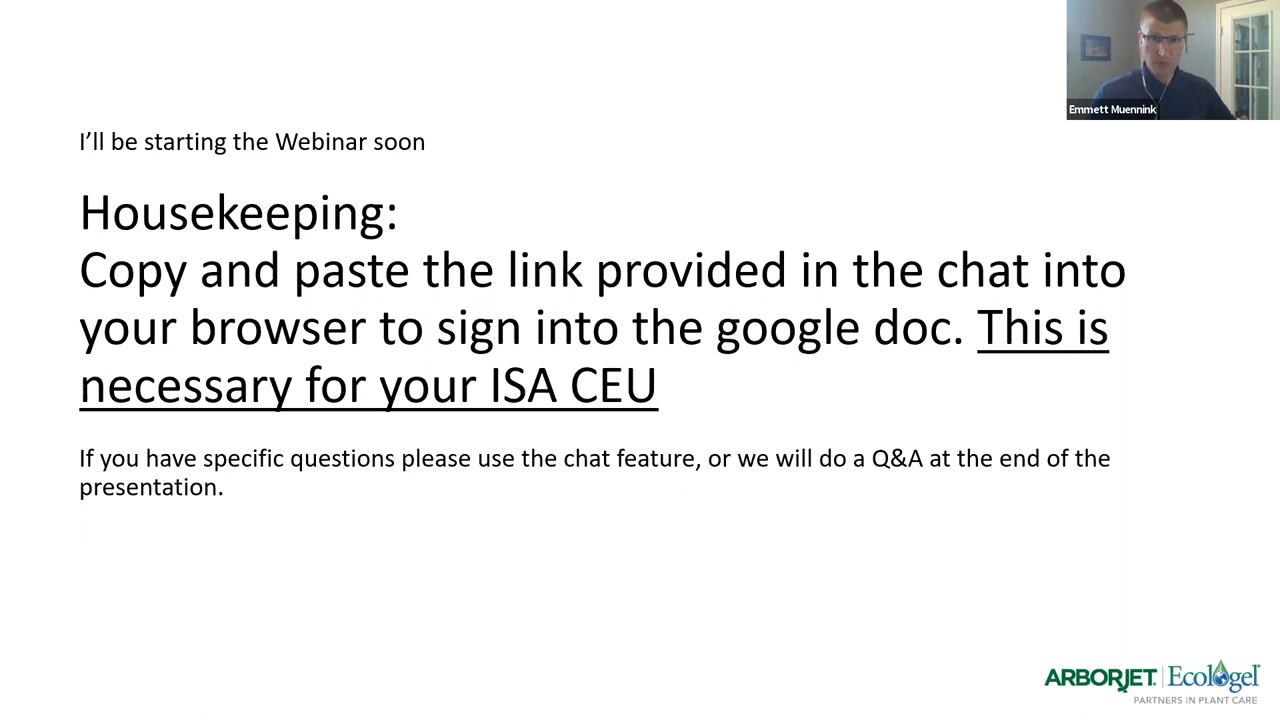 Emmett Muennink
I’ll be starting the Webinar soon
Housekeeping:
Copy and paste the link provided in the chat into
your browser to sign into the google doc. This is
necessary for your ISA CEU
If you have specific questions please use the chat feature, or we will do a Q&A at the end of the
presentation.
ARBORJET Ecologel
PARTNERS IN PLANT CARE